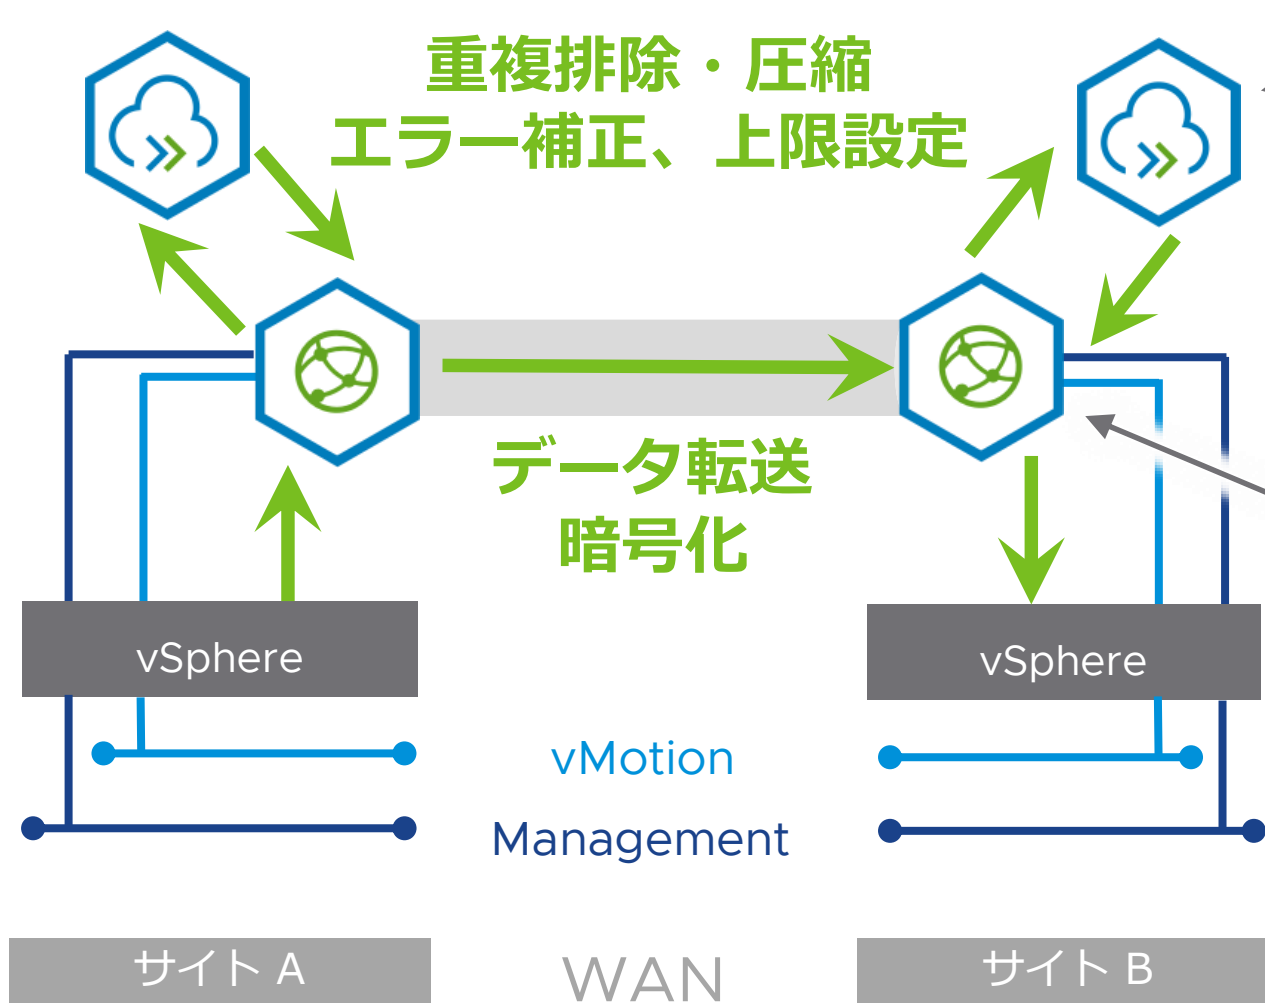 重複排除・圧縮
エラー補正、上限設定
データ転送
暗号化
vSphere
vSphere
vMotion
Management
サイト A
WAN
サイト B